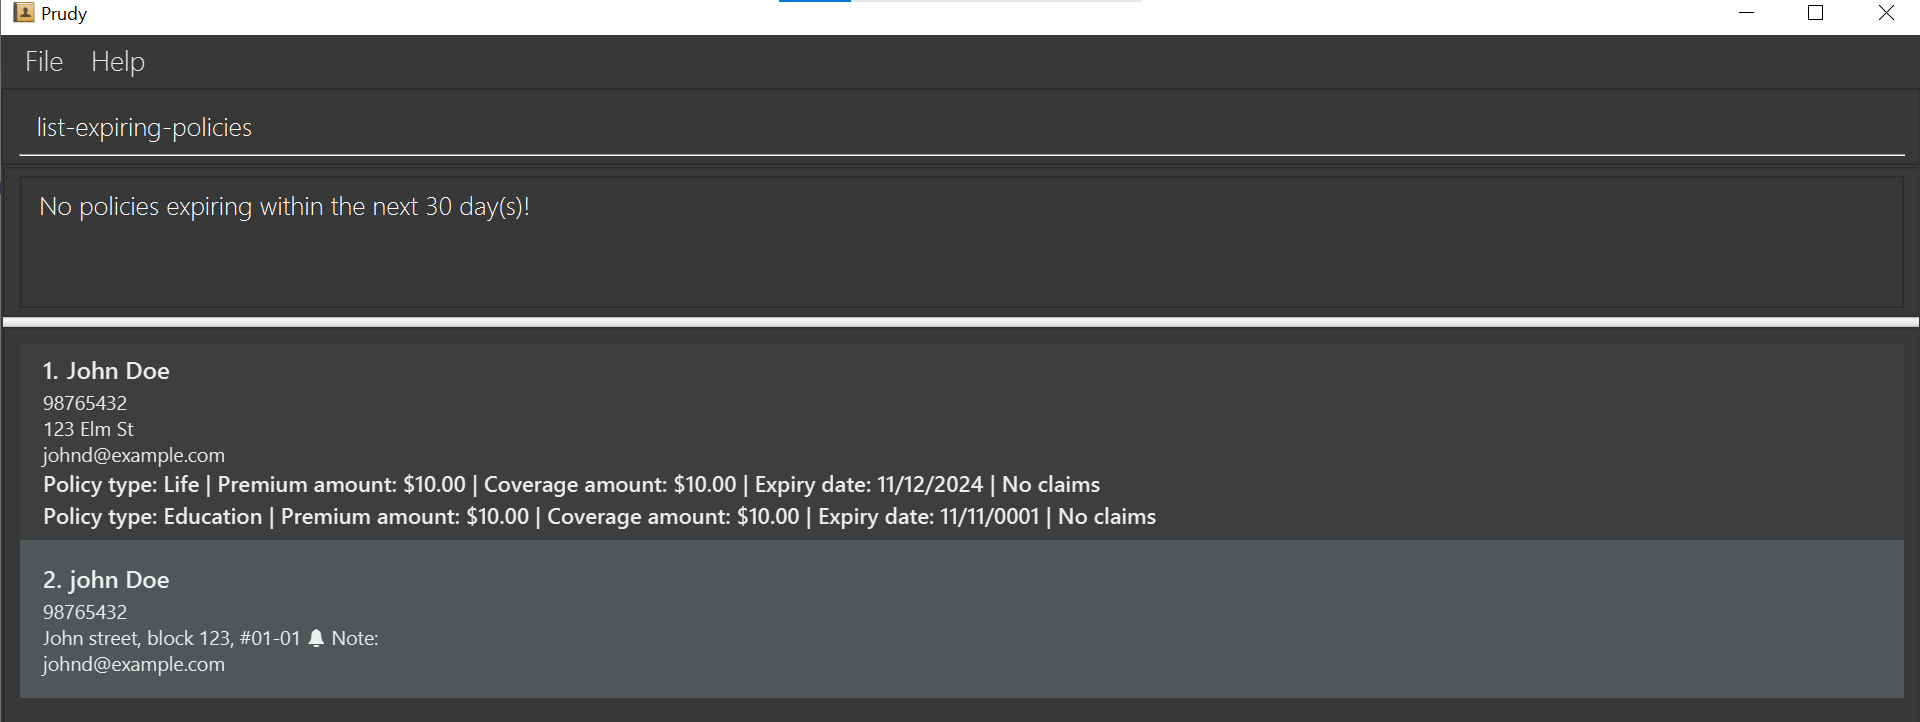 Prudy
File Help
list-expiring-policies
No policies expiring within the next 30 day(s)!
1. John Doe
98765432
123 Elm St
johnd@example.com
Policy type: Life | Premium amount: $10.00 | Coverage amount: $10.00 | Expiry date: 11/12/2024 | No claims
Policy type: Education | Premium amount: $10.00 | Coverage amount: $10.00 | Expiry date: 11/11/0001 | No claims
2. john Doe
98765432
John street, block 123, #01-01 🔔 Note:
johnd@example.com